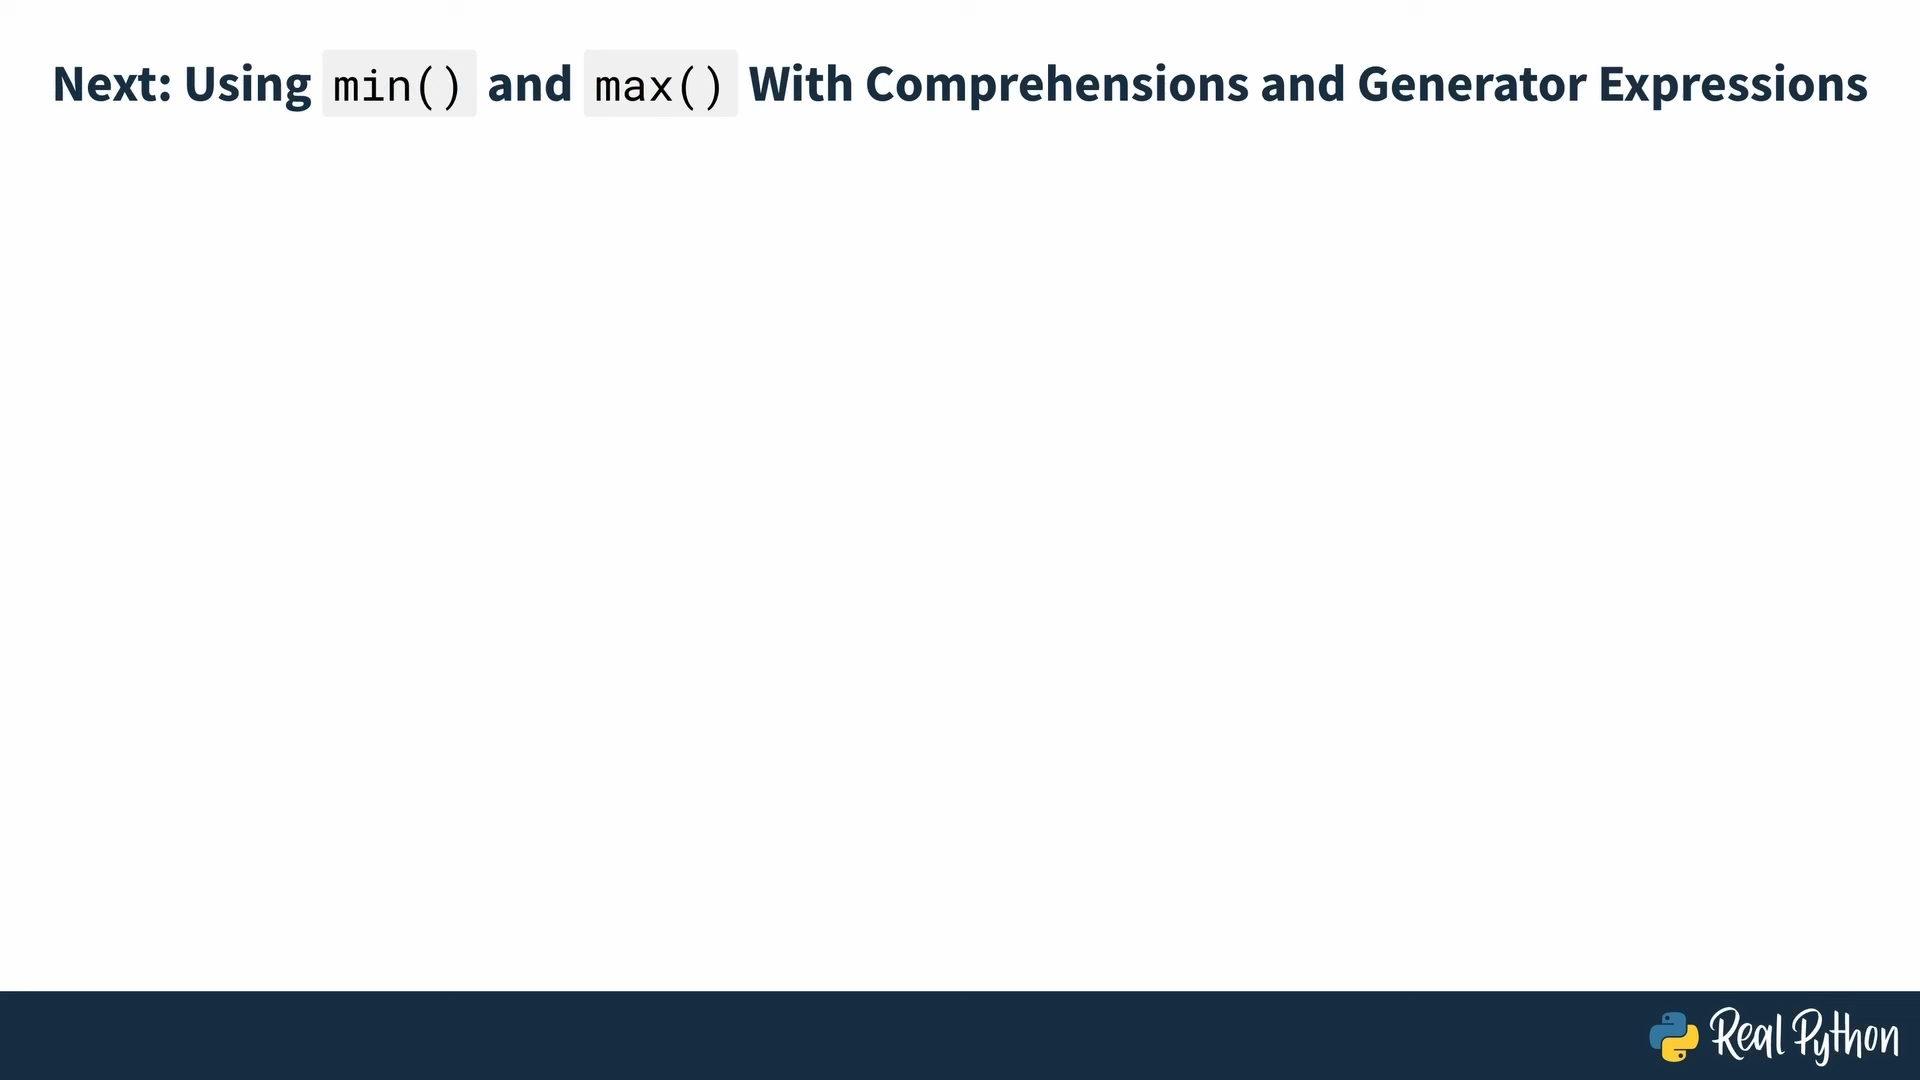 Next: Using min() and max() With Comprehensions and Generator Expressions
Real Python